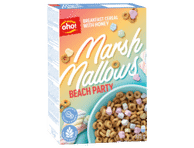 oho!
BREAKFAST CEREAL
WITH HONEY
Marsh
Mallows
BEACH PARTY